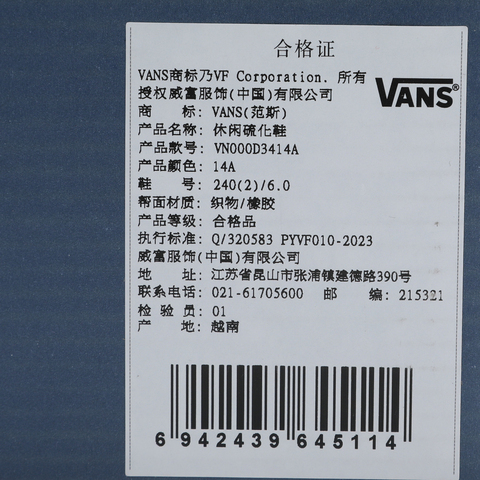 合格证
VANS商标乃VF Corporation. 所有
授权威富服饰(中国)有限公司
VANS®
商 标: VANS(范斯)
产品名称: 休闲硫化鞋
产品款号: VN000D3414A
产品颜色: 14A
鞋 号: 240(2)/6.0
帮面材质: 织物/橡胶
产品等级: 合格品
执行标准: Q/320583 PYVF010-2023
威富服饰(中国)有限公司
地 址: 江苏省昆山市张浦镇建德路390号
联系电话: 021-61705600 邮 编: 215321
检 验 员: 01
产 地: 越南
6 942439 645114